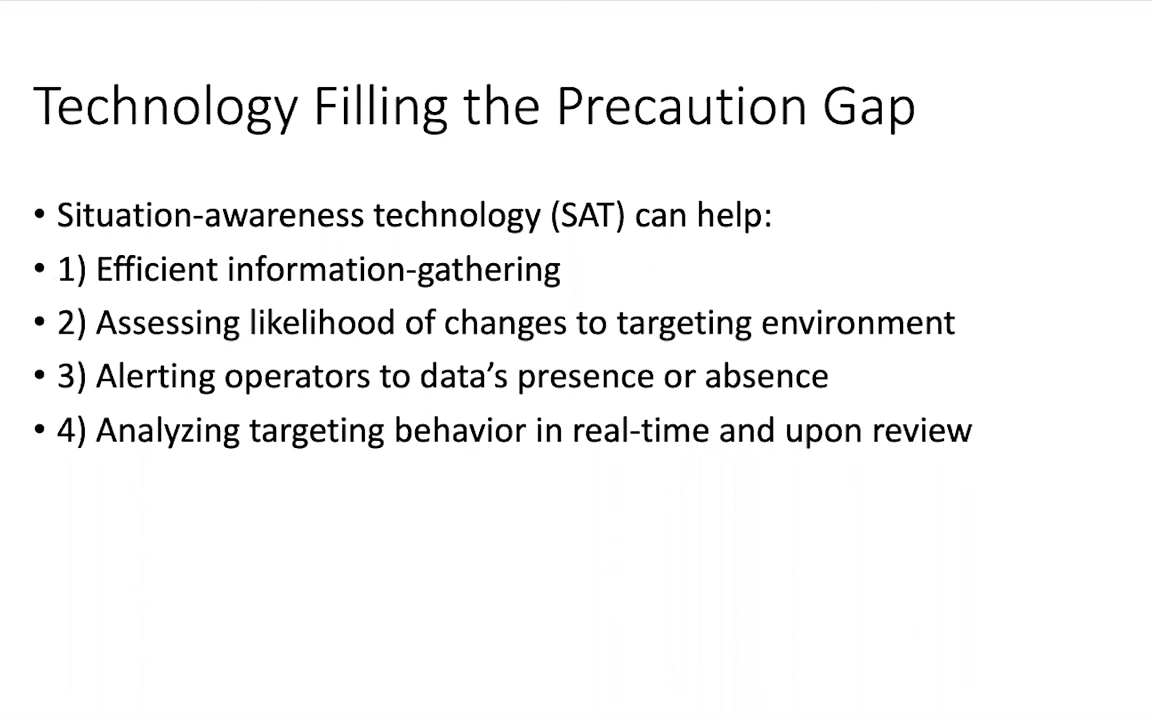 Technology Filling the Precaution Gap
• Situation-awareness technology (SAT) can help:
• 1) Efficient information-gathering
• 2) Assessing likelihood of changes to targeting environment
• 3) Alerting operators to data’s presence or absence
• 4) Analyzing targeting behavior in real-time and upon review